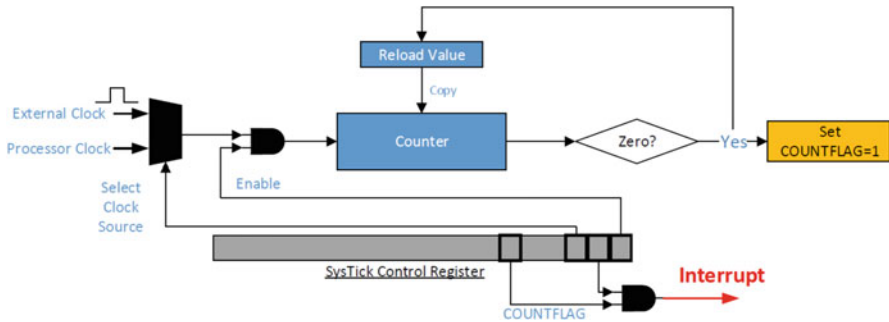 Reload Value
Copy
External Clock
Processor Clock
Counter
Zero?
Yes
Set
COUNTFLAG=1
Enable
Select
Clock
Source
SysTick Control Register
Interrupt
COUNTFLAG